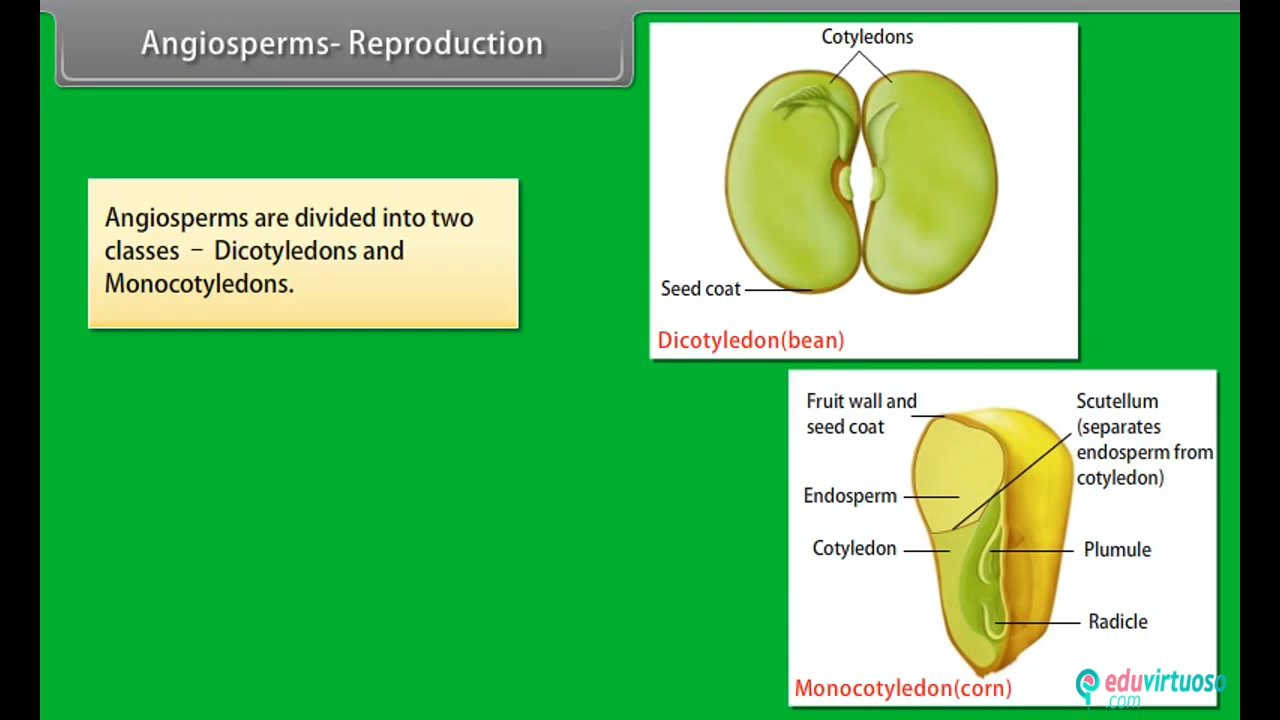 Angiosperms- Reproduction
Angiosperms are divided into two
classes – Dicotyledons and
Monocotyledons.
Cotyledons
Seed coat
Dicotyledon(bean)
Fruit wall and
seed coat
Scutellum
(separates
endosperm from
cotyledon)
Endosperm
Cotyledon
Plumule
Radicle
Monocotyledon(corn)
eduvirtuoso
.com